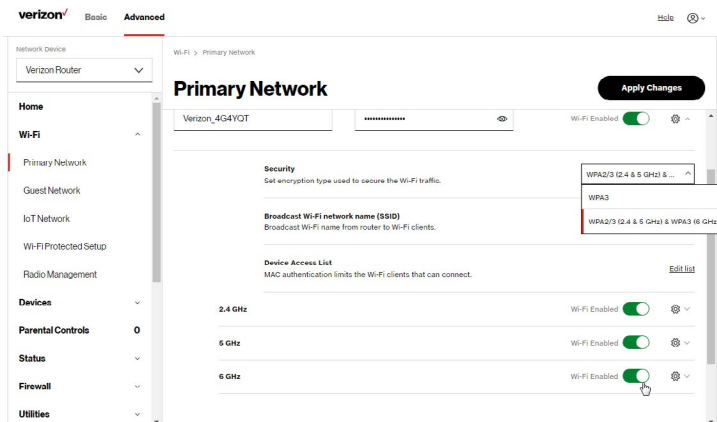 verizon✓ Basic Advanced Help
Network Device
Verizon Router
Home
Wi-Fi
Primary Network
Guest Network
IoT Network
Wi-Fi Protected Setup
Radio Management
Devices
Parental Controls 0
Status
Firewall
Utilities
Wi-Fi > Primary Network
Primary Network Apply Changes
Verizon_4G4YQT ••••••••••••••• Wi-Fi Enabled
Security
Set encryption type used to secure the Wi-Fi traffic.
WPA2/3 (2.4 & 5 GHz) & ...
WPA3
WPA2/3 (2.4 & 5 GHz) & WPA3 (6 GHz
Broadcast Wi-Fi network name (SSID)
Broadcast Wi-Fi name from router to Wi-Fi clients.
Device Access List
MAC authentication limits the Wi-Fi clients that can connect.
Edit list
2.4 GHz Wi-Fi Enabled
5 GHz Wi-Fi Enabled
6 GHz Wi-Fi Enabled